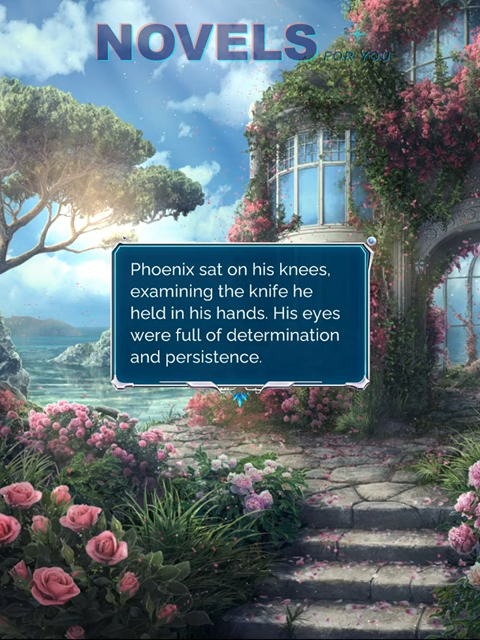 NOVELS
FOR YOU
Phoenix sat on his knees,
examining the knife he
held in his hands. His eyes
were full of determination
and persistence.